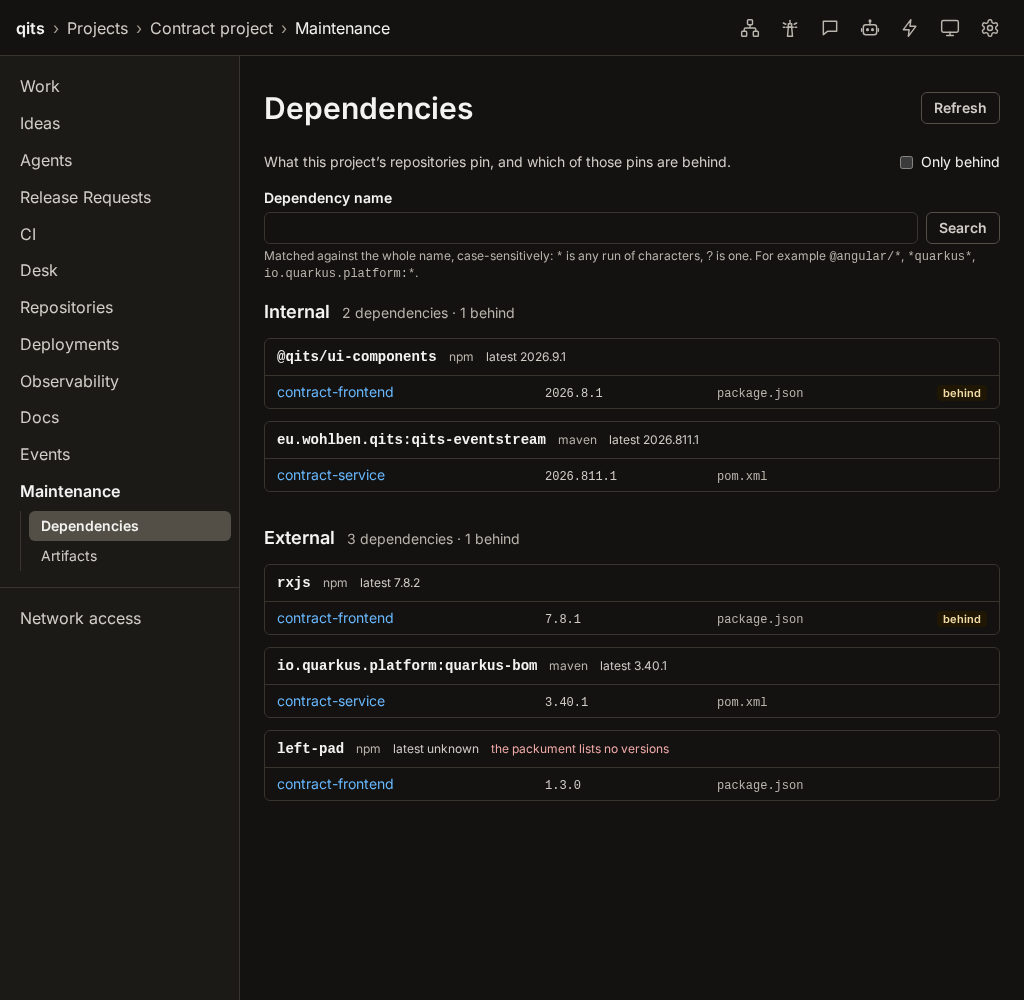 qits › Projects › Contract project › Maintenance
Work
Ideas
Agents
Release Requests
CI
Desk
Repositories
Deployments
Observability
Docs
Events
Maintenance
Dependencies
Artifacts
Network access
Dependencies
Refresh
What this project's repositories pin, and which of those pins are behind.
Only behind
Dependency name
Search
Matched against the whole name, case-sensitively: * is any run of characters, ? is one. For example @angular/*, *quarkus*,
io.quarkus.platform:*.
Internal 2 dependencies · 1 behind
@qits/ui-components npm latest 2026.9.1
contract-frontend 2026.8.1 package.json behind
eu.wohlben.qits:qits-eventstream maven latest 2026.811.1
contract-service 2026.811.1 pom.xml
External 3 dependencies · 1 behind
rxjs npm latest 7.8.2
contract-frontend 7.8.1 package.json behind
io.quarkus.platform:quarkus-bom maven latest 3.40.1
contract-service 3.40.1 pom.xml
left-pad npm latest unknown the packument lists no versions
contract-frontend 1.3.0 package.json